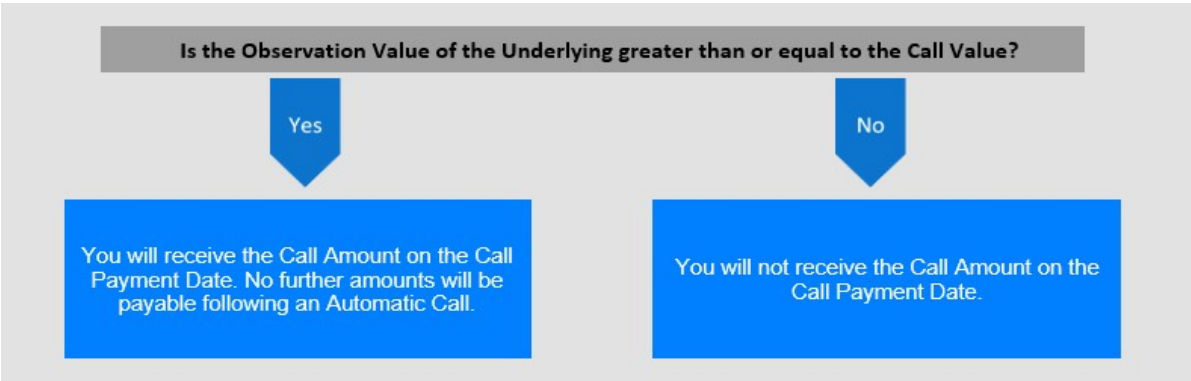 Is the Observation Value of the Underlying greater than or equal to the Call Value?
Yes
No
You will receive the Call Amount on the Call
Payment Date. No further amounts will be
payable following an Automatic Call.
You will not receive the Call Amount on the
Call Payment Date.